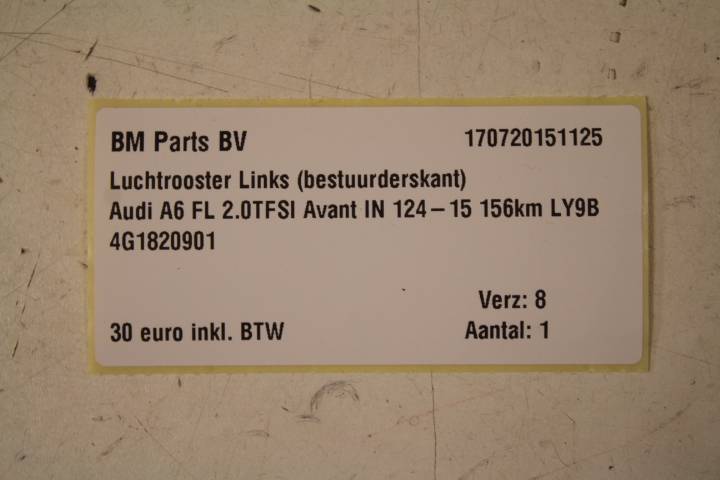 BM Parts BV 170720151125
Luchtrooster Links (bestuurderskant)
Audi A6 FL 2.0TFSI Avant IN 124–15 156km LY9B
4G1820901
Verz: 8
30 euro inkl. BTW Aantal: 1